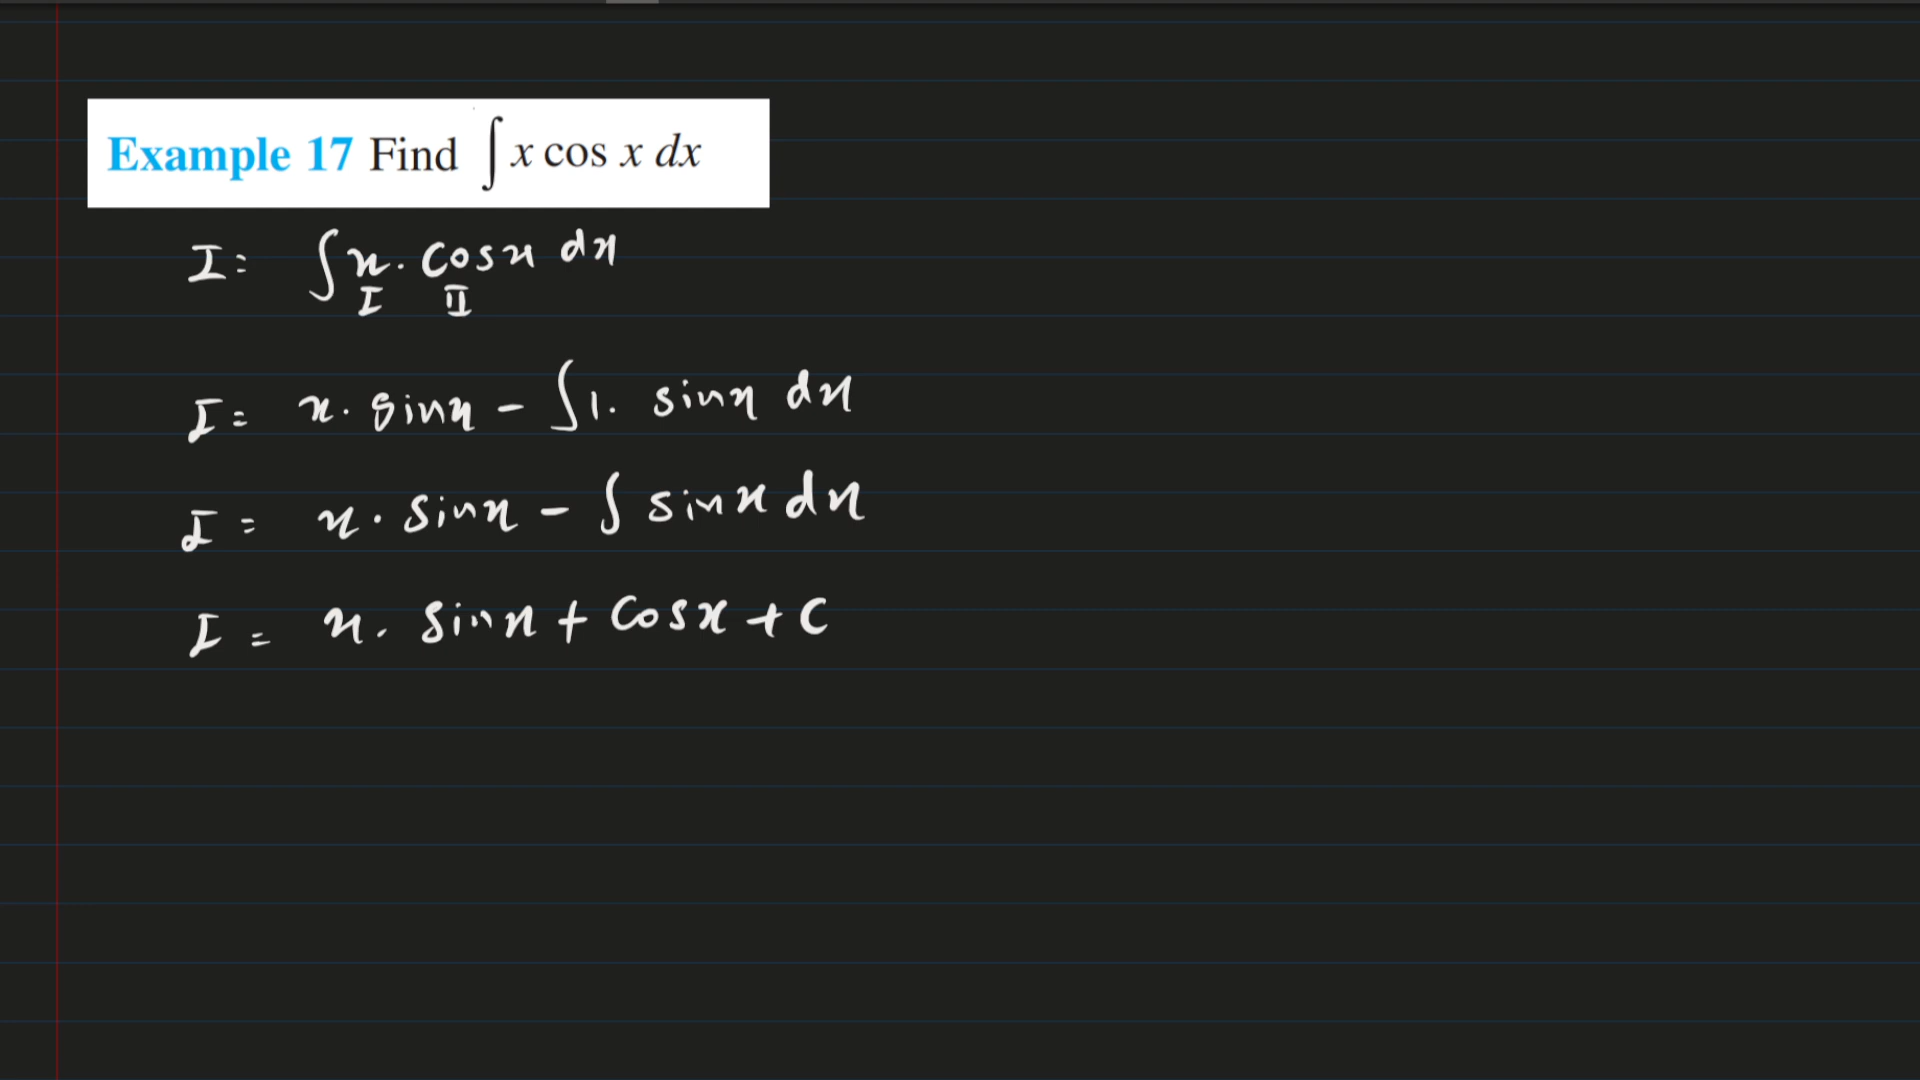 Example 17 Find ∫ x cos x dx
I = ∫ x . cosx dx
I II
I = x . sinx - ∫ 1 . sinx dx
I = x . sinx - ∫ sinx dx
I = x . sinx + cosx + C